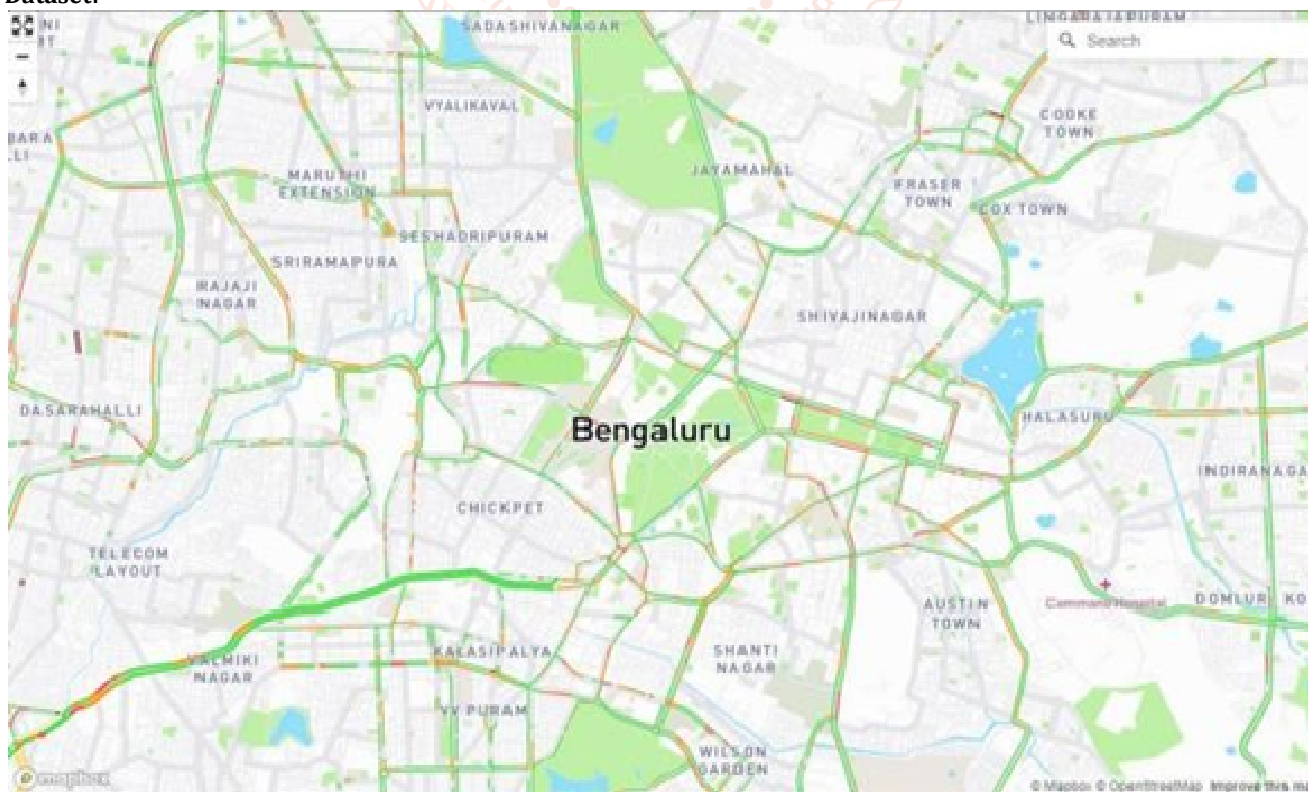 Dataset:
SADASHIVANAGAR
LINGARAJAPURAM
Search
VYALIKAVAL
COOKE
TOWN
JAYAMAHAL
MARUTHI
EXTENSION
FRASER
TOWN
COX TOWN
SESHADRIPURAM
SRIRAMAPURA
RAJAJI
NAGAR
SHIVAJINAGAR
DASARAHALLI
HALASURU
Bengaluru
INDIRANAGA
CHICKPET
TELECOM
LAYOUT
AUSTIN
TOWN
Command Hospital
DOMLUR
KO
VALMIKI
NAGAR
KALASIPALYA
SHANTI
NAGAR
VV PURAM
WILSON
GARDEN
mapbox
© Mapbox © OpenStreetMap Improve this m